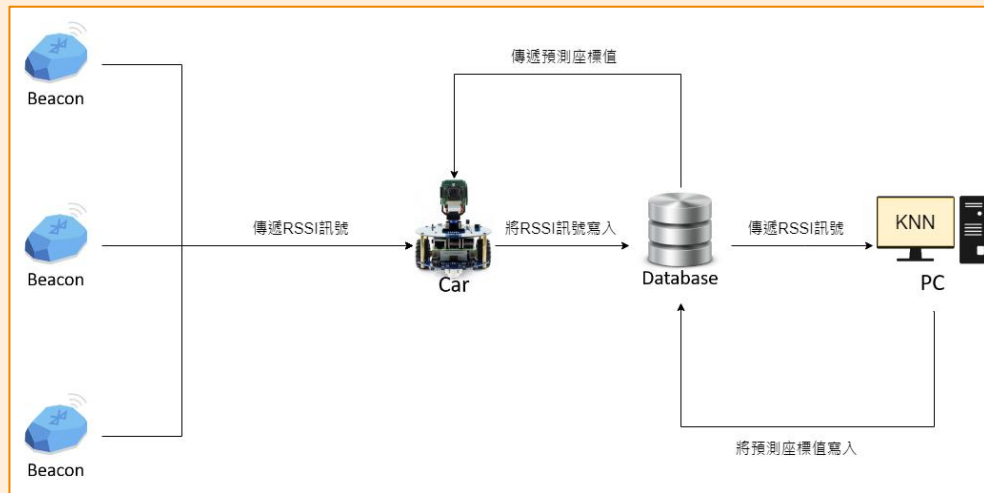 傳遞預測座標值
Beacon
傳遞RSSI訊號
將RSSI訊號寫入
傳遞RSSI訊號
KNN
Beacon
Car
Database
PC
將預測座標值寫入
Beacon